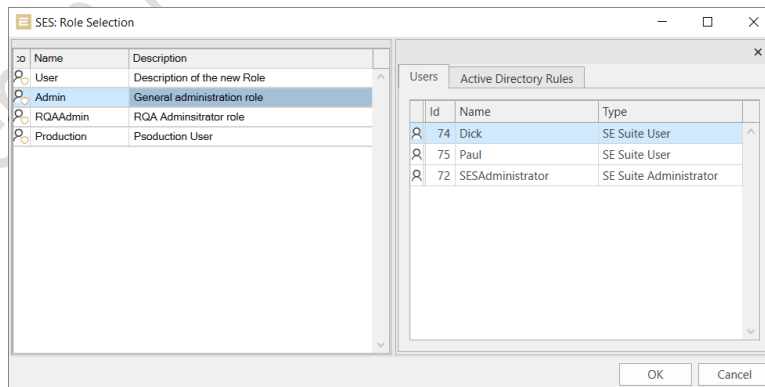 SES: Role Selection
Name Description
User Description of the new Role
Admin General administration role
RQAAdmin RQA Adminsitrator role
Production Psoduction User
Users Active Directory Rules
Id Name Type
74 Dick SE Suite User
75 Paul SE Suite User
72 SESAdministrator SE Suite Administrator
OK Cancel